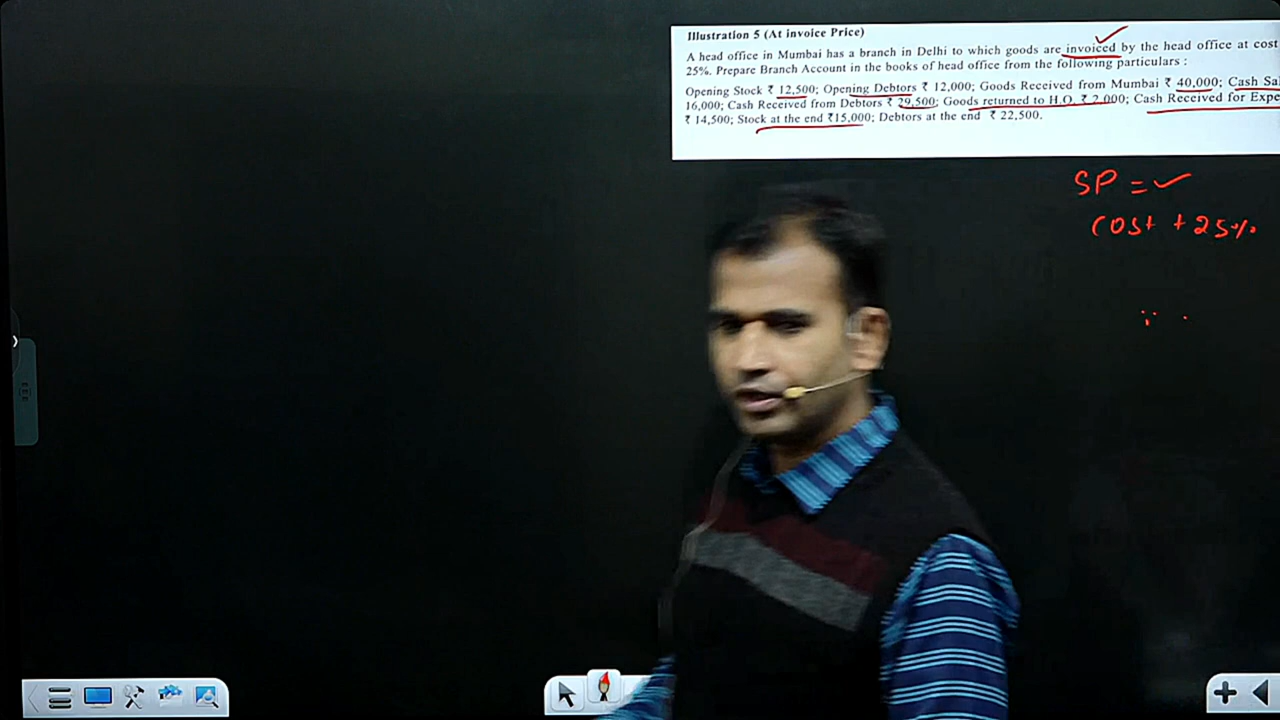 Illustration 5 (At invoice Price)
A head office in Mumbai has a branch in Delhi to which goods are invoiced by the head office at cost
25%. Prepare Branch Account in the books of head office from the following particulars :
Opening Stock ₹ 12,500; Opening Debtors ₹ 12,000; Goods Received from Mumbai ₹ 40,000; Cash Sa
16,000; Cash Received from Debtors ₹ 29,500; Goods returned to H.O. ₹ 2,000; Cash Received for Expe
₹ 14,500; Stock at the end ₹15,000; Debtors at the end ₹ 22,500.
SP = ✓
Cost + 25%